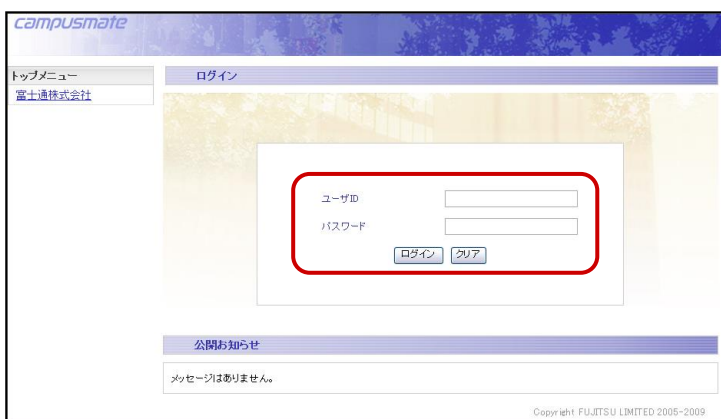 campusmate
トップメニュー
富士通株式会社
ログイン
ユーザID
パスワード
ログイン クリア
公開お知らせ
メッセージはありません。
Copyright FUJITSU LIMITED 2005-2009